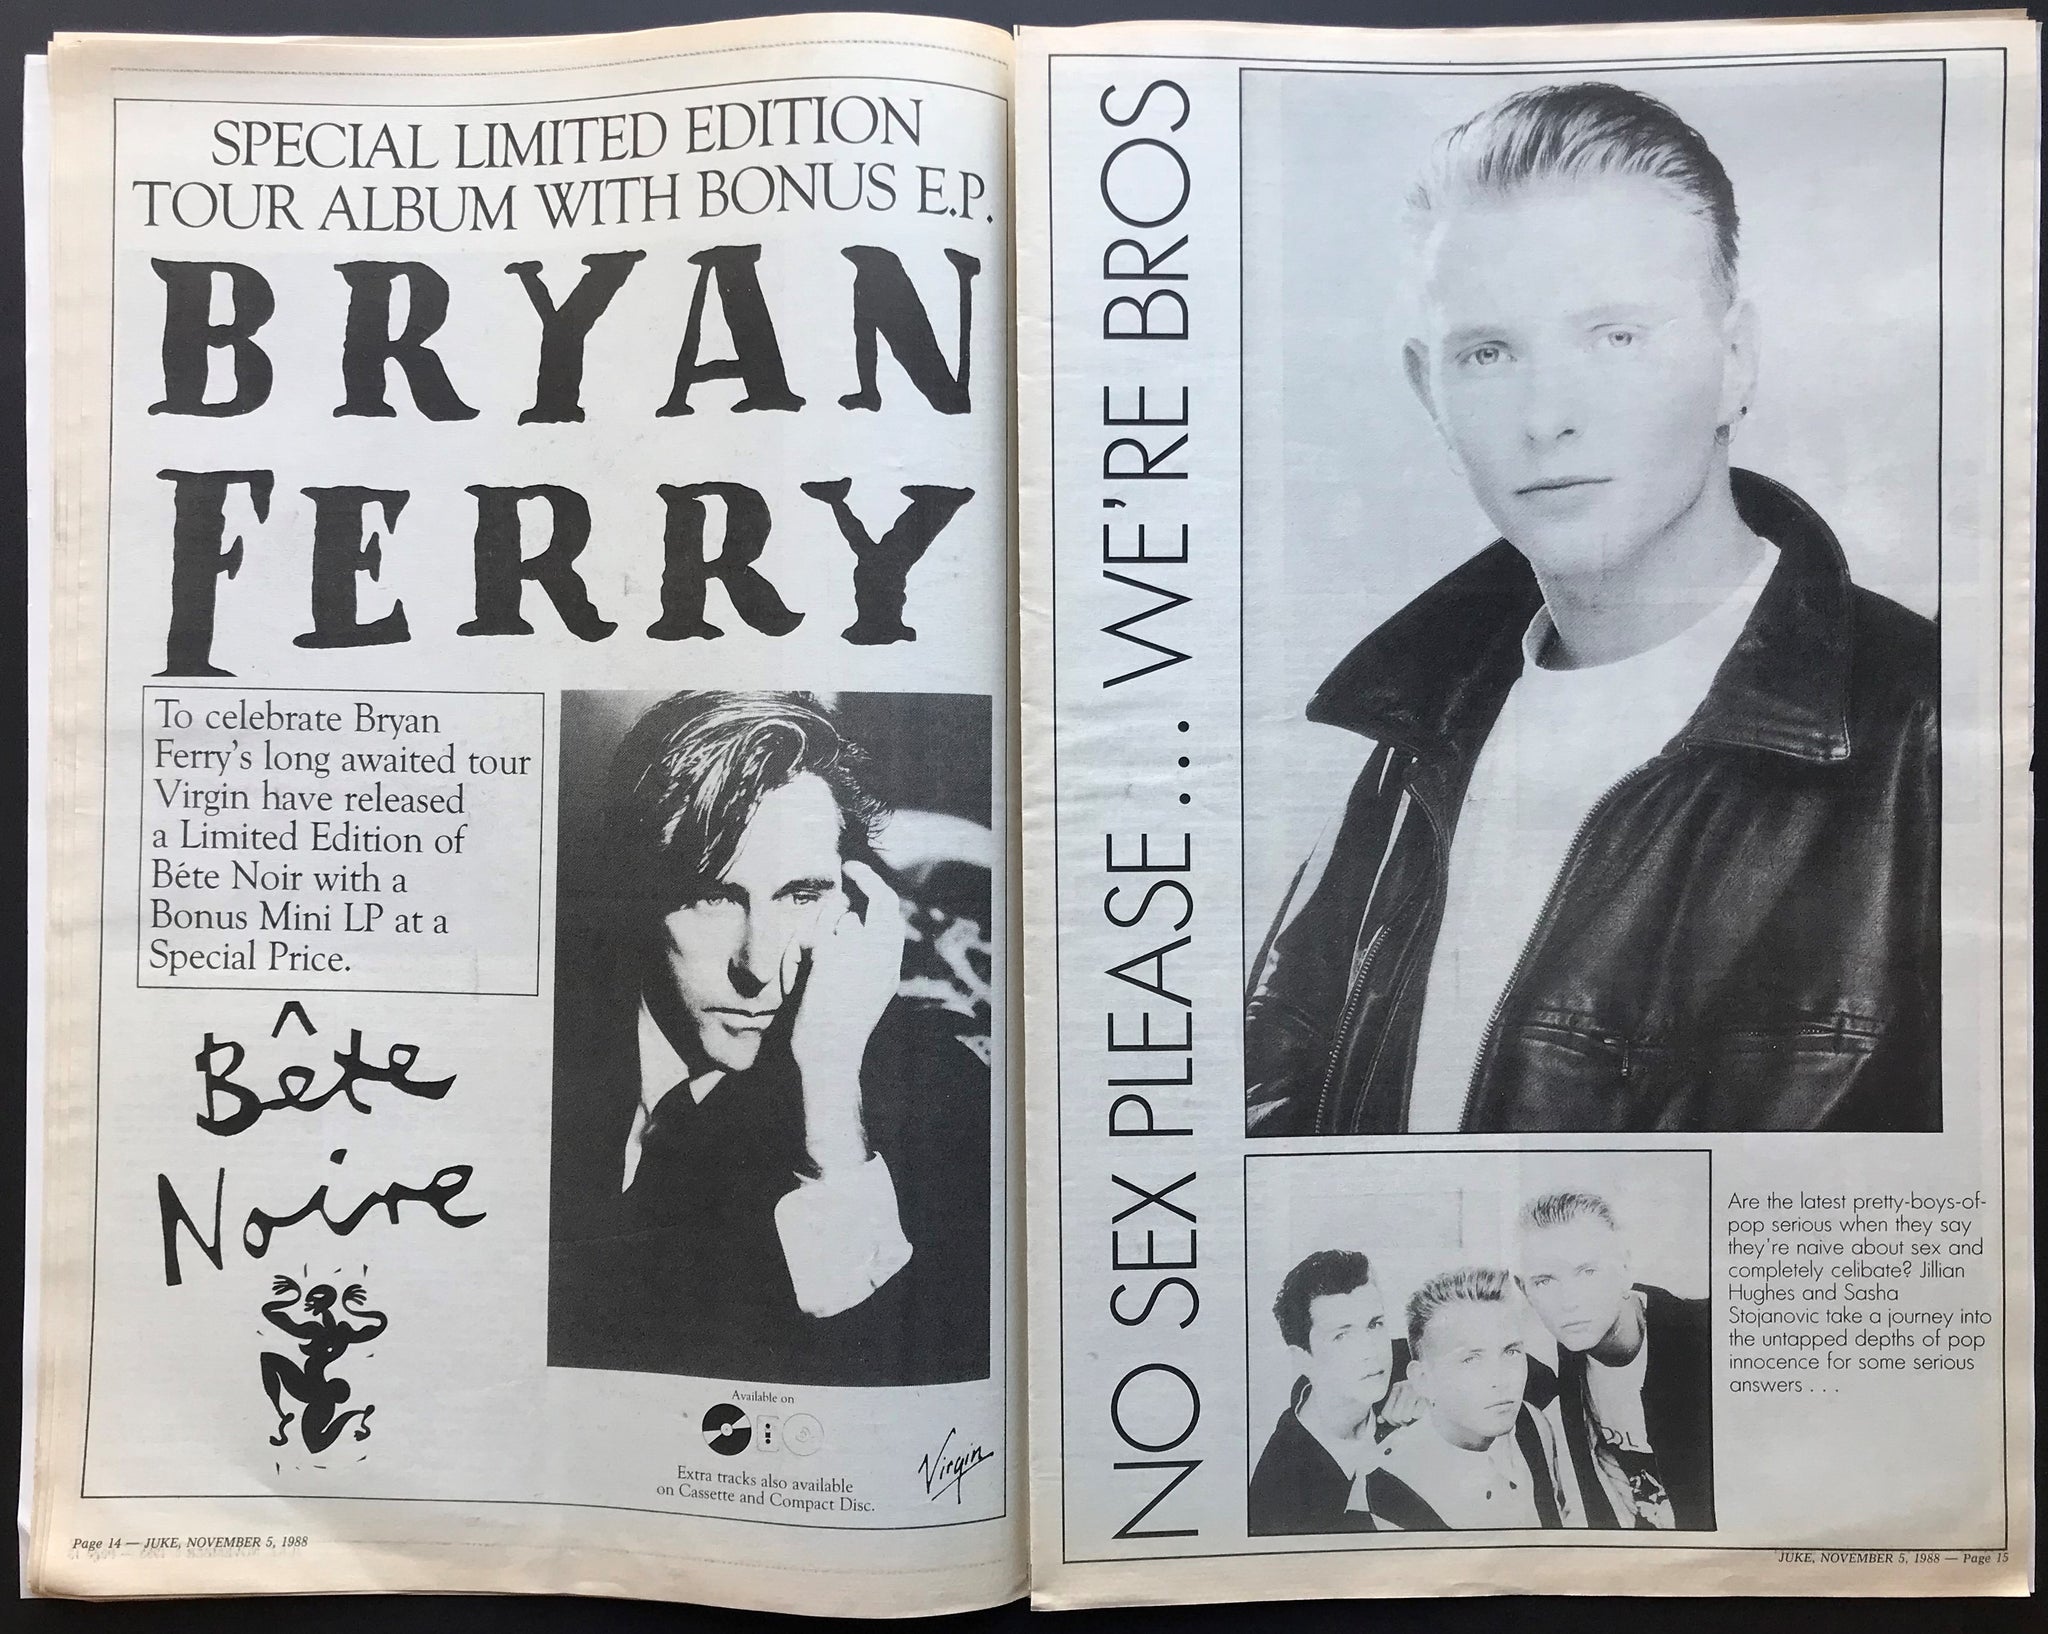 SPECIAL LIMITED EDITION
TOUR ALBUM WITH BONUS E.P.
BRYAN
FERRY
To celebrate Bryan
Ferry's long awaited tour
Virgin have released
a Limited Edition of
Béte Noir with a
Bonus Mini LP at a
Special Price.
Bête
Noire
Available on
Extra tracks also available
on Cassette and Compact Disc.
Virgin
Page 14 — JUKE, NOVEMBER 5, 1988
NO SEX PLEASE.... WE'RE BROS
Are the latest pretty-boys-of-
pop serious when they say
they're naive about sex and
completely celibate? Jillian
Hughes and Sasha
Stojanovic take a journey into
the untapped depths of pop
innocence for some serious
answers . . .
JUKE, NOVEMBER 5, 1988 — Page 15